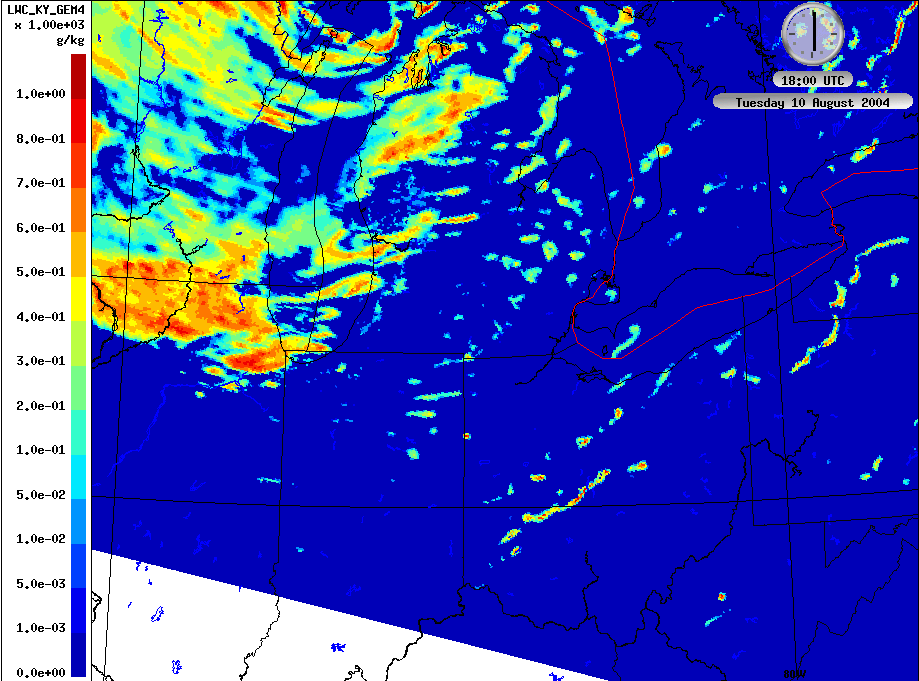 LWC_KY_GEM4
x 1.00e+03
g/kg
1.0e+00
8.0e-01
7.0e-01
6.0e-01
5.0e-01
4.0e-01
3.0e-01
2.0e-01
1.0e-01
5.0e-02
1.0e-02
5.0e-03
1.0e-03
0.0e+00
18:00 UTC
Tuesday 10 August 2004